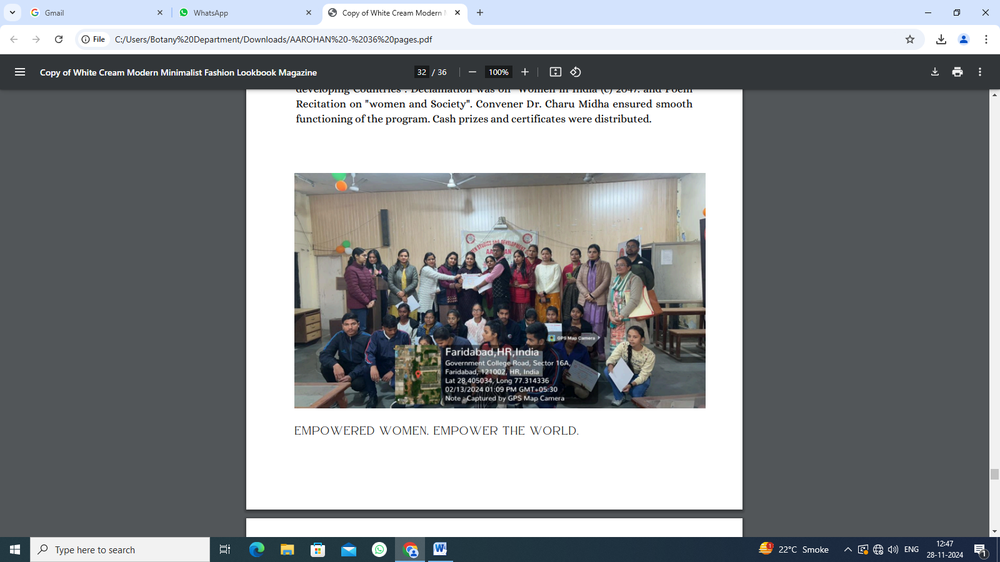 Gmail
WhatsApp
Copy of White Cream Modern
File
C:/Users/Botany%20Department/Downloads/AAROHAN%20-%2036%20pages.pdf
Copy of White Cream Modern Minimalist Fashion Lookbook Magazine
32 / 36
100%
developing Countries". Declamation was on "Women in India (c) 2047. and Poem
Recitation on "women and Society". Convener Dr. Charu Midha ensured smooth
functioning of the program. Cash prizes and certificates were distributed.
STUDIES AND DEVELOPMENT
GPS Map Camera
Faridabad,HR,India
Government College Road, Sector 16A,
Faridabad, 121002, HR, India
Lat 28.405034, Long 77.314336
02/13/2024 01:09 PM GMT+05:30
Note : Captured by GPS Map Camera
EMPOWERED WOMEN, EMPOWER THE WORLD.
Type here to search
1
22°C Smoke
ENG
12:47
28-11-2024
1